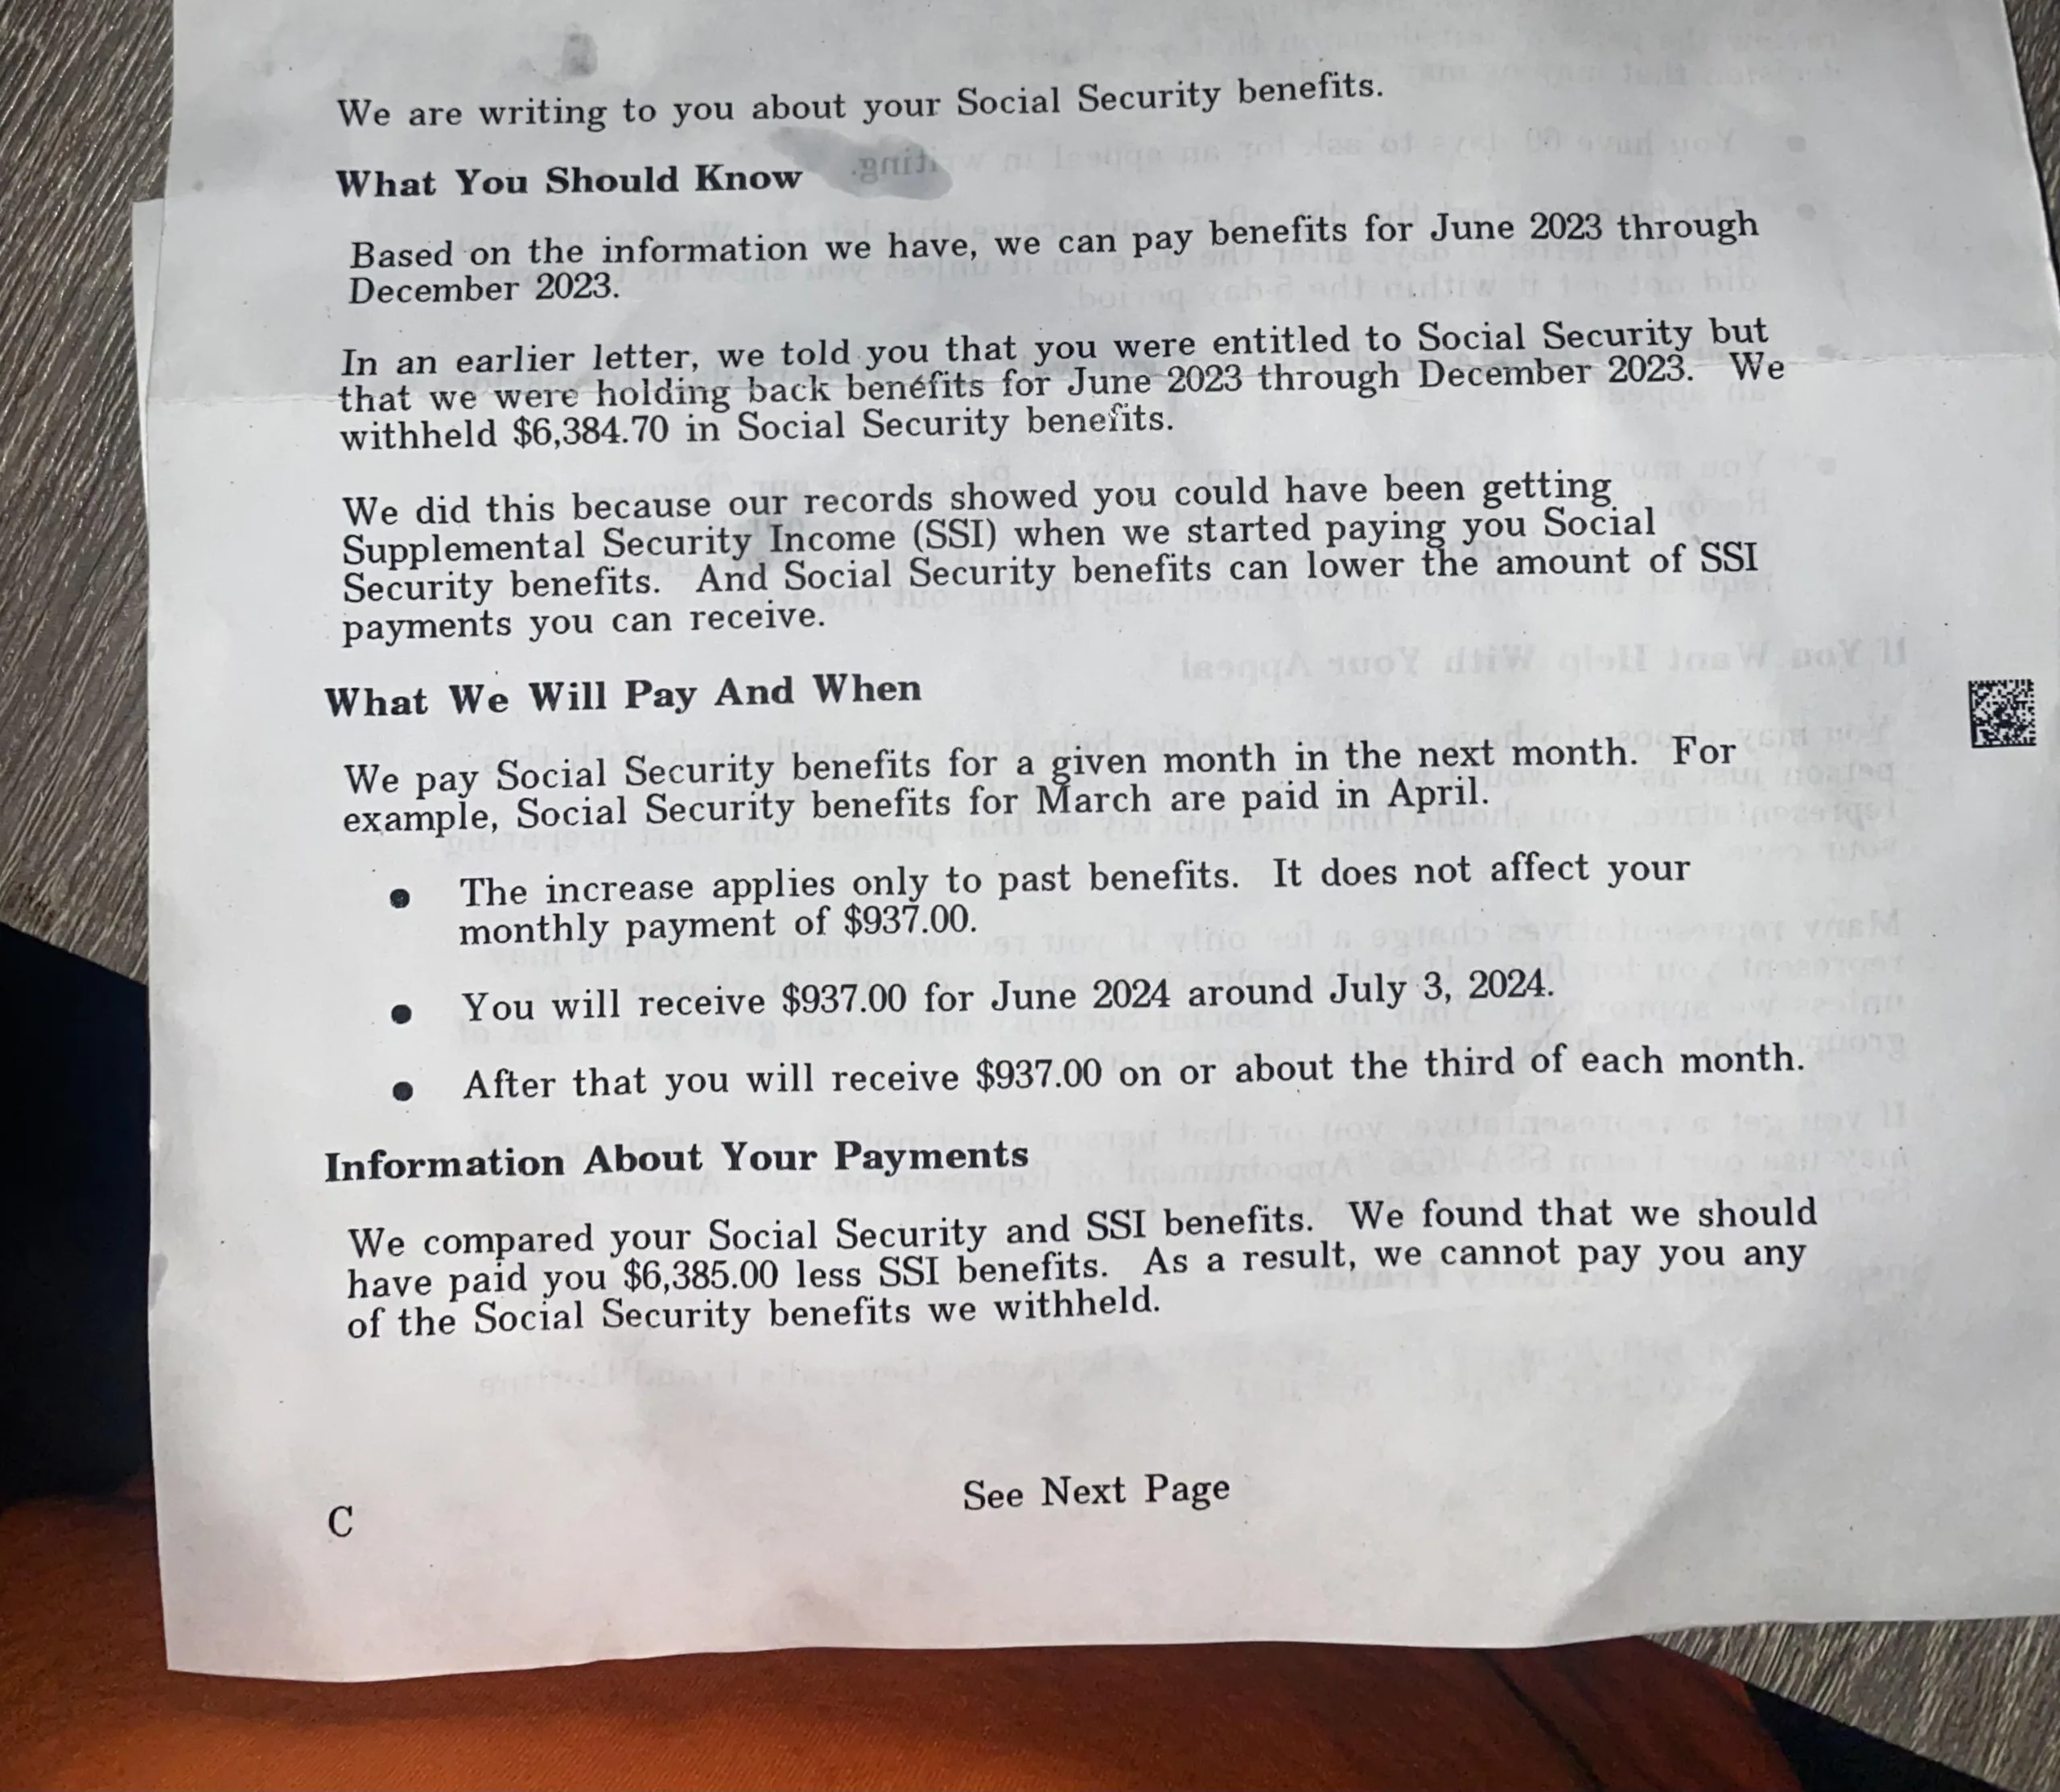 We are writing to you about your Social Security benefits.
What You Should Know
Based on the information we have, we can pay benefits for June 2023 through
December 2023.
In an earlier letter, we told you that you were entitled to Social Security but
that we were holding back benefits for June 2023 through December 2023. We
withheld $6,384.70 in Social Security benefits.
We did this because our records showed you could have been getting
Supplemental Security Income (SSI) when we started paying you Social
Security benefits. And Social Security benefits can lower the amount of SSI
payments you can receive.
What We Will Pay And When
We pay Social Security benefits for a given month in the next month. For
example, Social Security benefits for March are paid in April.
● The increase applies only to past benefits. It does not affect your
monthly payment of $937.00.
● You will receive $937.00 for June 2024 around July 3, 2024.
● After that you will receive $937.00 on or about the third of each month.
Information About Your Payments
We compared your Social Security and SSI benefits. We found that we should
have paid you $6,385.00 less SSI benefits. As a result, we cannot pay you any
of the Social Security benefits we withheld.
See Next Page
C